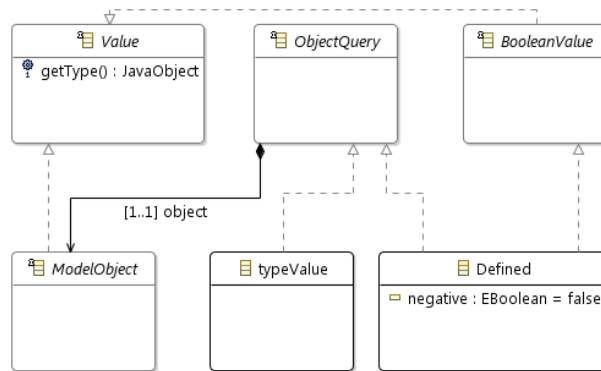 Value
ObjectQuery
BooleanValue
getType() : JavaObject
[1..1] object
ModelObject
typeValue
Defined
negative : EBoolean = false